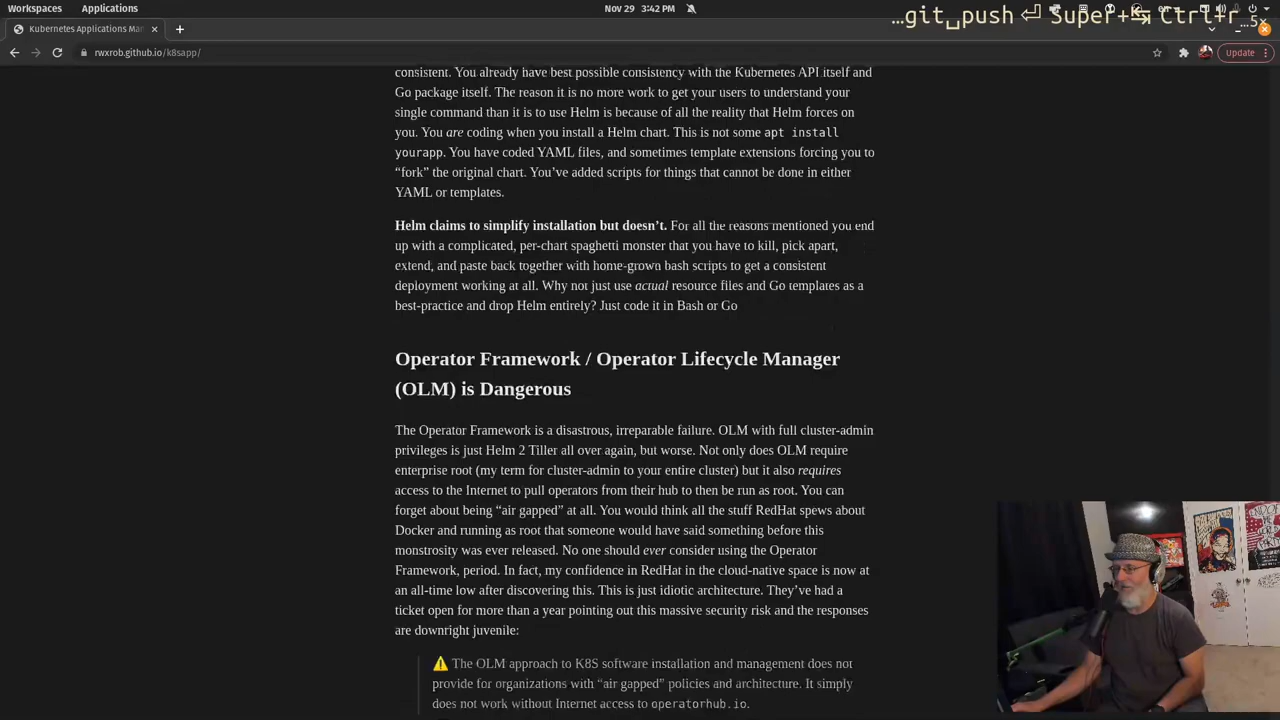 Workspaces Applications Nov 29 3:42 PM
…git␣push ⏎ Super+↹ Ctrl+r …5×
Kubernetes Applications Ma
rwxrob.github.io/k8sapp/ Update
consistent. You already have best possible consistency with the Kubernetes API itself and
Go package itself. The reason it is no more work to get your users to understand your
single command than it is to use Helm is because of all the reality that Helm forces on
you. You are coding when you install a Helm chart. This is not some apt install
yourapp. You have coded YAML files, and sometimes template extensions forcing you to
“fork” the original chart. You’ve added scripts for things that cannot be done in either
YAML or templates.
Helm claims to simplify installation but doesn’t. For all the reasons mentioned you end
up with a complicated, per-chart spaghetti monster that you have to kill, pick apart,
extend, and paste back together with home-grown bash scripts to get a consistent
deployment working at all. Why not just use actual resource files and Go templates as a
best-practice and drop Helm entirely? Just code it in Bash or Go
Operator Framework / Operator Lifecycle Manager
(OLM) is Dangerous
The Operator Framework is a disastrous, irreparable failure. OLM with full cluster-admin
privileges is just Helm 2 Tiller all over again, but worse. Not only does OLM require
enterprise root (my term for cluster-admin to your entire cluster) but it also requires
access to the Internet to pull operators from their hub to then be run as root. You can
forget about being “air gapped” at all. You would think all the stuff RedHat spews about
Docker and running as root that someone would have said something before this
monstrosity was ever released. No one should ever consider using the Operator
Framework, period. In fact, my confidence in RedHat in the cloud-native space is now at
an all-time low after discovering this. This is just idiotic architecture. They’ve had a
ticket open for more than a year pointing out this massive security risk and the responses
are downright juvenile:
⚠️ The OLM approach to K8S software installation and management does not
provide for organizations with “air gapped” policies and architecture. It simply
does not work without Internet access to operatorhub.io.